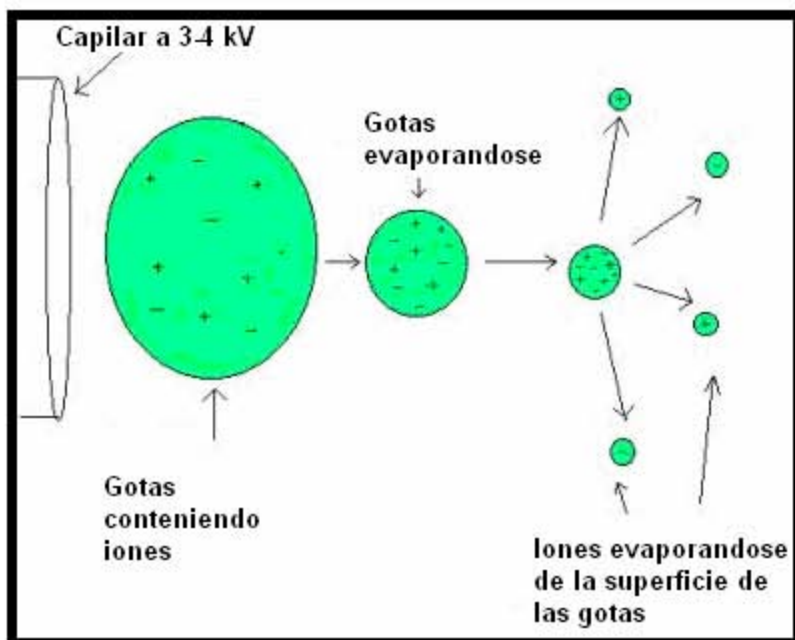 Capilar a 3-4 kV
Gotas
evaporandose
Gotas
conteniendo
iones
Iones evaporandose
de la superficie de
las gotas